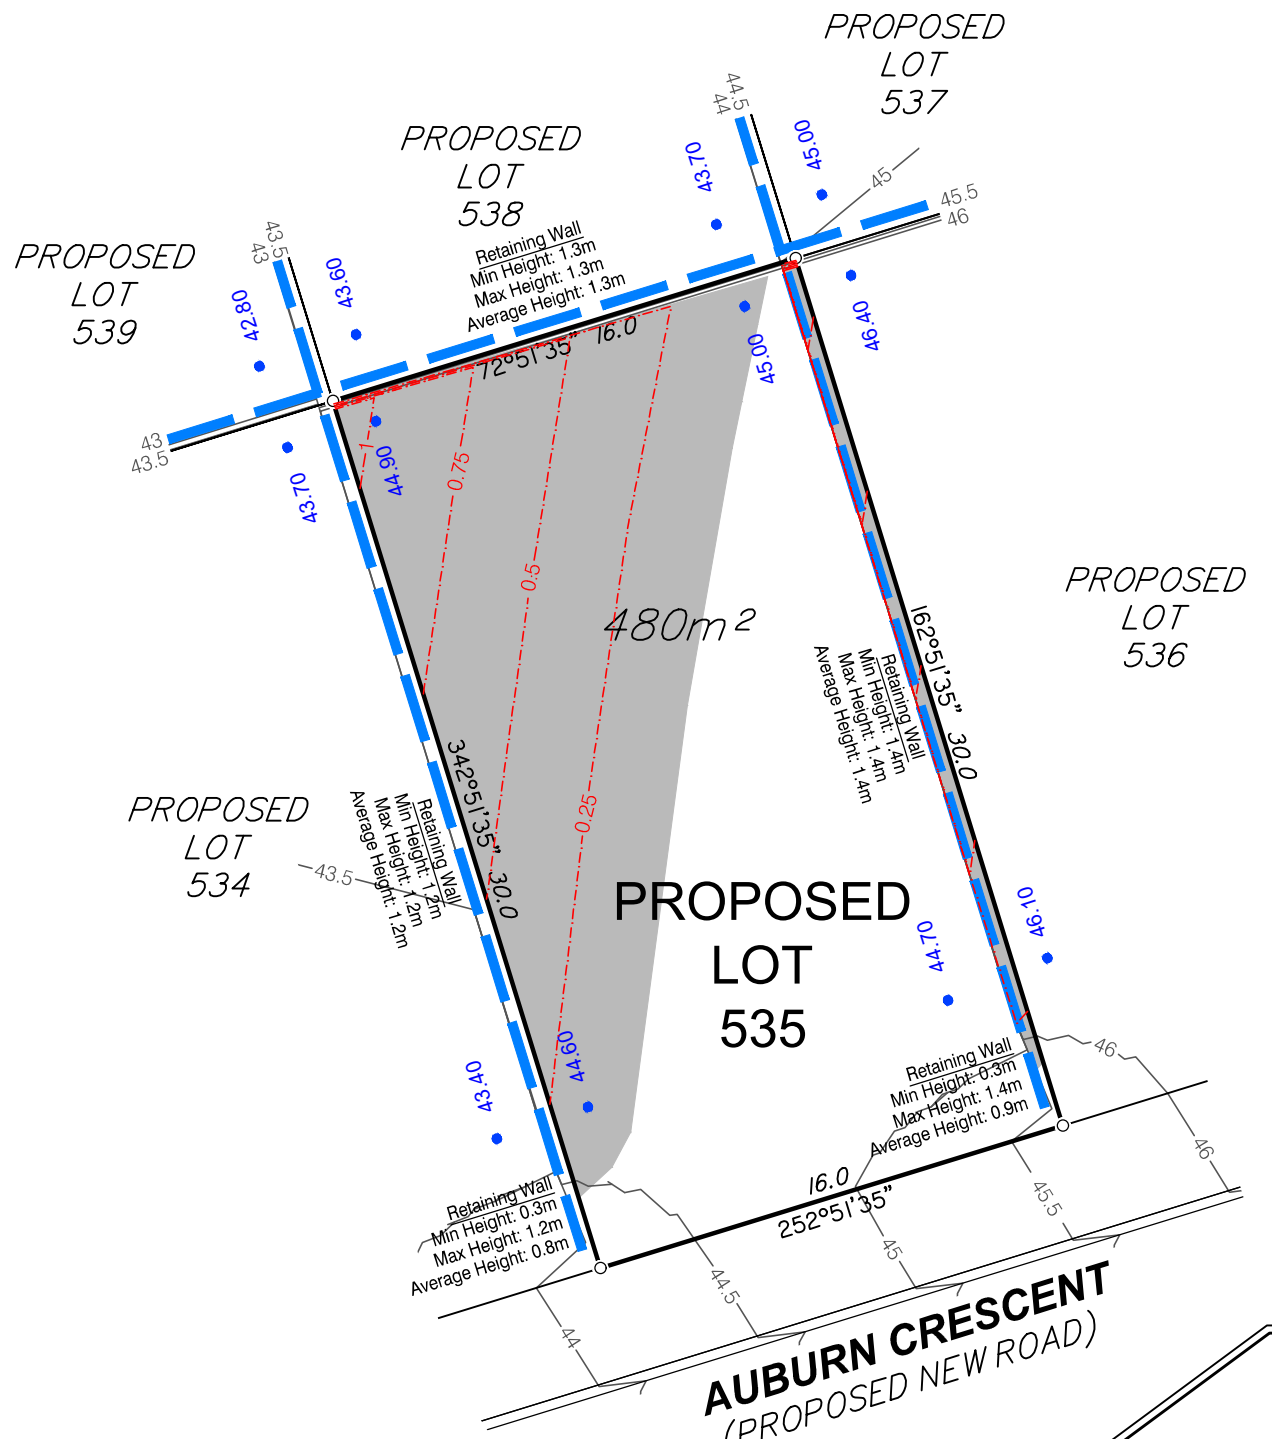 PROPOSED
LOT
537
44.5
44
45.00
43.70
45
45.5
46
PROPOSED
LOT
538
Retaining Wall
Min Height: 1.3m
Max Height: 1.3m
Average Height: 1.3m
PROPOSED
LOT
539
43.5
43
43.60
42.80
72°51'35"
16.0
45.00
46.40
43
43.5
43.70
44.90
1
0.75
0.5
0.25
480m²
PROPOSED
LOT
536
162°51'35"
30.0
Retaining Wall
Min Height: 1.4m
Max Height: 1.4m
Average Height: 1.4m
342°51'35"
30.0
Retaining Wall
Min Height: 1.2m
Max Height: 1.2m
Average Height: 1.2m
PROPOSED
LOT
534
43.5
PROPOSED
LOT
535
44.70
46.10
43.40
44.60
Retaining Wall
Min Height: 0.3m
Max Height: 1.4m
Average Height: 0.9m
46
46
Retaining Wall
Min Height: 0.3m
Max Height: 1.2m
Average Height: 0.8m
16.0
252°51'35"
45.5
45
44.5
44
AUBURN CRESCENT
(PROPOSED NEW ROAD)